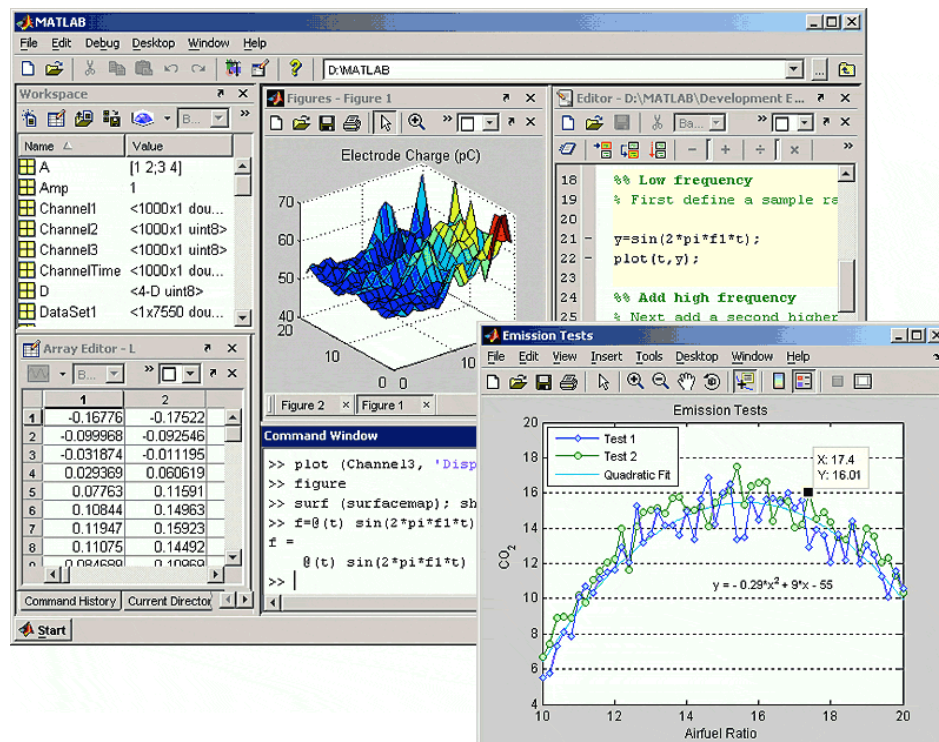 MATLAB
File Edit Debug Desktop Window Help
D:\MATLAB
...
Workspace
B...
Name Value
A [1 2;3 4]
Amp 1
Channel1 <1000x1 dou...
Channel2 <1000x1 uint8>
Channel3 <1000x1 uint8>
ChannelTime <1000x1 dou...
D <4-D uint8>
DataSet1 <1x7550 dou...
Array Editor - L
B...
1 2
1 -0.16776 -0.17522
2 -0.099968 -0.092546
3 -0.031874 -0.011195
4 0.029369 0.060619
5 0.07763 0.11591
6 0.10844 0.14963
7 0.11947 0.15923
8 0.11075 0.14492
Command History Current Director
Start
Figures - Figure 1
Electrode Charge (pC)
70
60
50
40
20
10
0
0
10
Figure 2 Figure 1
Command Window
>> plot (Channel3, 'Disp
>> figure
>> surf (surfacemap); sh
>> f=@(t) sin(2*pi*f1*t)
f =
@(t) sin(2*pi*f1*t)
>>
Editor - D:\MATLAB\Development E...
Ba...
18 %% Low frequency
19 % First define a sample ra
20
21 - y=sin(2*pi*f1*t);
22 - plot(t,y);
23
24 %% Add high frequency
25 % Next add a second higher
Emission Tests
File Edit View Insert Tools Desktop Window Help
Emission Tests
Test 1
Test 2
Quadratic Fit
X: 17.4
Y: 16.01
y = - 0.29*x² + 9*x - 55
CO₂
20
18
16
14
12
10
8
6
4
10 12 14 16 18 20
Airfuel Ratio